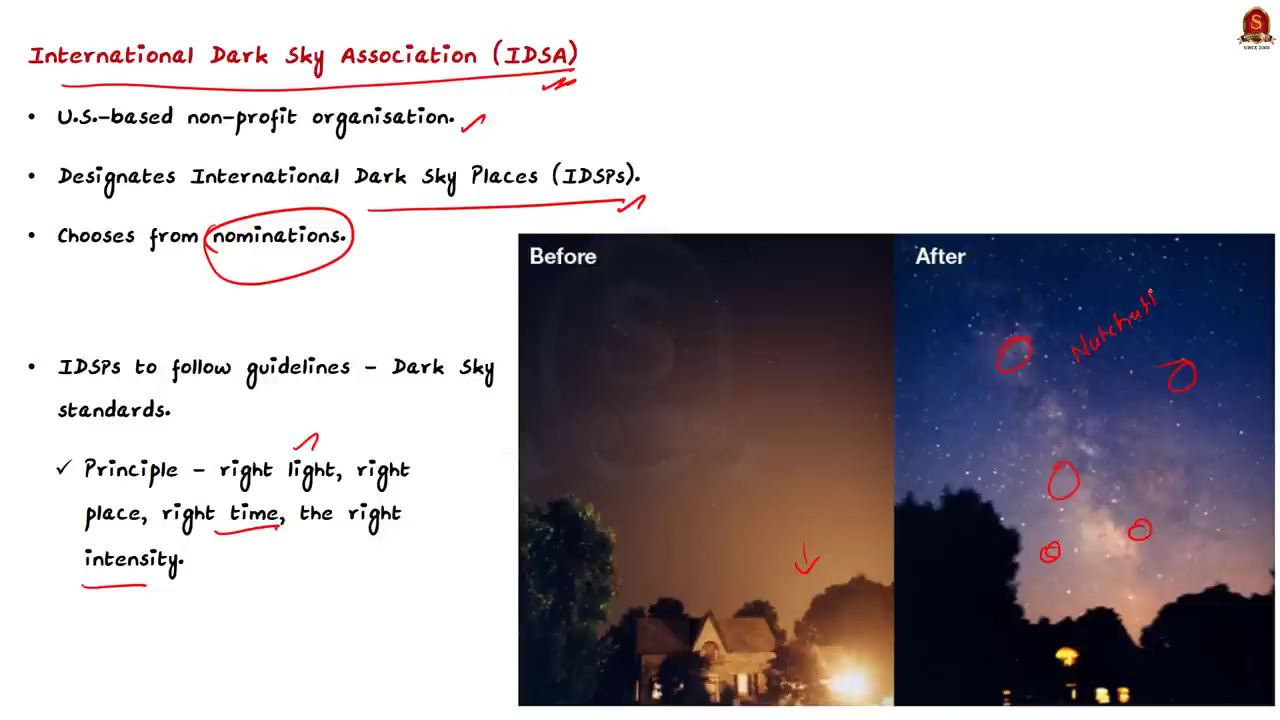 International Dark Sky Association (IDSA)
• U.S.-based non-profit organisation.
• Designates International Dark Sky Places (IDSPs).
• Chooses from nominations.
• IDSPs to follow guidelines - Dark Sky
standards.
✓ Principle - right light, right
place, right time, the right
intensity.
Before
After
S
SINCE 2004